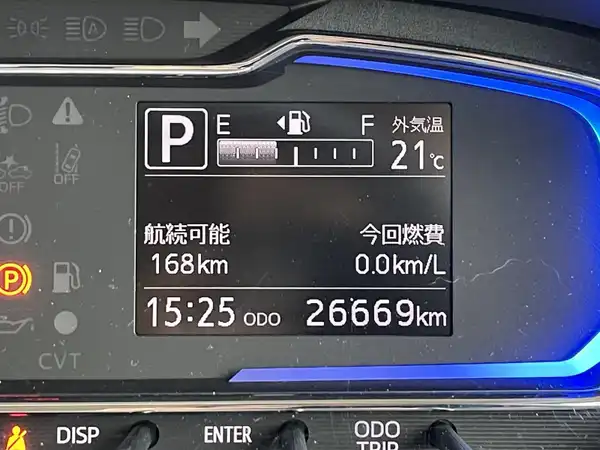 E F 外気温
P 21℃
航続可能 今回燃費
168km 0.0km/L
15:25 ODO 26669km
A
OFF OFF
P
CVT
DISP ENTER ODO
TRIP